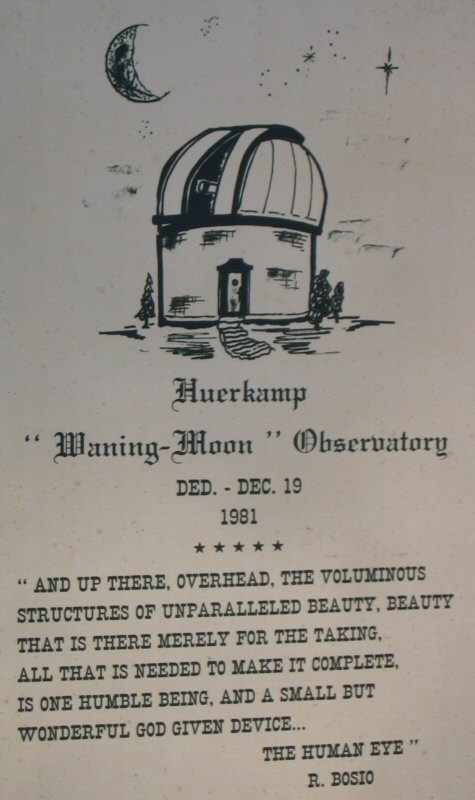 Huerkamp
“ Waning-Moon ” Observatory
DED. - DEC. 19
1981
★★★★★
“ AND UP THERE, OVERHEAD, THE VOLUMINOUS
STRUCTURES OF UNPARALLELED BEAUTY, BEAUTY
THAT IS THERE MERELY FOR THE TAKING,
ALL THAT IS NEEDED TO MAKE IT COMPLETE,
IS ONE HUMBLE BEING, AND A SMALL BUT
WONDERFUL GOD GIVEN DEVICE...
THE HUMAN EYE ”
R. BOSIO